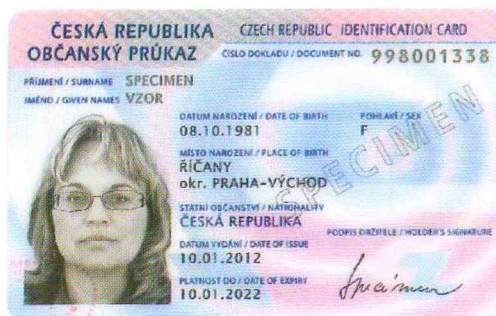 ČESKÁ REPUBLIKA CZECH REPUBLIC IDENTIFICATION CARD
OBČANSKÝ PRŮKAZ ČÍSLO DOKLADU / DOCUMENT NO. 998001338
PŘÍJMENÍ / SURNAME SPECIMEN
JMÉNO / GIVEN NAMES VZOR
DATUM NAROZENÍ / DATE OF BIRTH POHLAVÍ / SEX
08.10.1981 F
MÍSTO NAROZENÍ / PLACE OF BIRTH
ŘÍČANY
okr. PRAHA-VÝCHOD
SPECIMEN
STÁTNÍ OBČANSTVÍ / NATIONALITY
ČESKÁ REPUBLIKA
PODPIS DRŽITELE / HOLDER'S SIGNATURE
DATUM VYDÁNÍ / DATE OF ISSUE
10.01.2012
PLATNOST DO / DATE OF EXPIRY
10.01.2022
Specimen